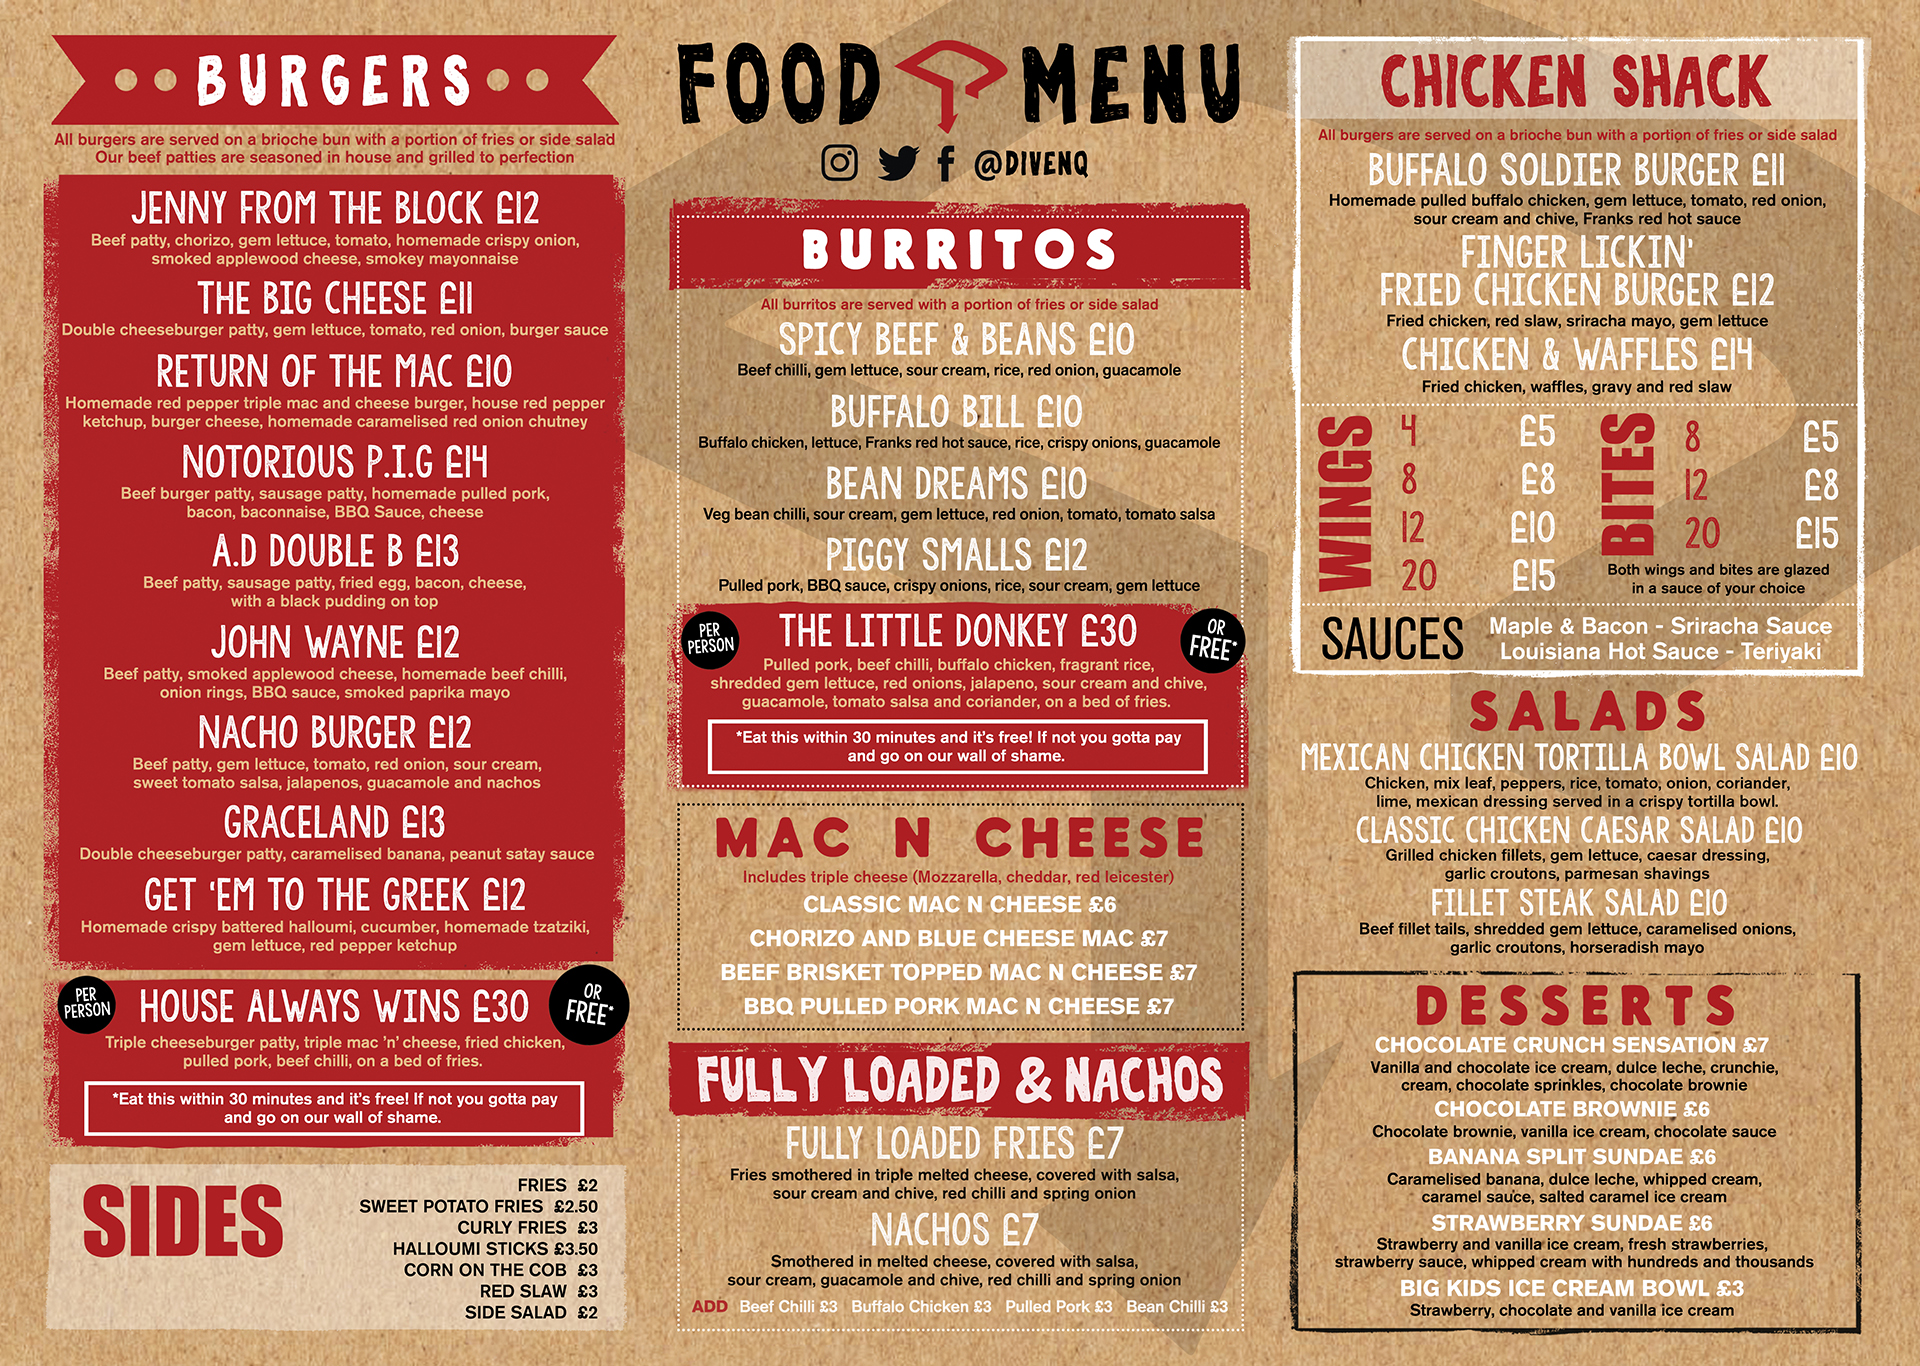 BURGERS
All burgers are served on a brioche bun with a portion of fries or side salad
Our beef patties are seasoned in house and grilled to perfection
JENNY FROM THE BLOCK £12
Beef patty, chorizo, gem lettuce, tomato, homemade crispy onion,
smoked applewood cheese, smokey mayonnaise
THE BIG CHEESE £11
Double cheeseburger patty, gem lettuce, tomato, red onion, burger sauce
RETURN OF THE MAC £10
Homemade red pepper triple mac and cheese burger, house red pepper
ketchup, burger cheese, homemade caramelised red onion chutney
NOTORIOUS P.I.G £14
Beef burger patty, sausage patty, homemade pulled pork,
bacon, baconnaise, BBQ Sauce, cheese
A.D DOUBLE B £13
Beef patty, sausage patty, fried egg, bacon, cheese,
with a black pudding on top
JOHN WAYNE £12
Beef patty, smoked applewood cheese, homemade beef chilli,
onion rings, BBQ sauce, smoked paprika mayo
NACHO BURGER £12
Beef patty, gem lettuce, tomato, red onion, sour cream,
sweet tomato salsa, jalapenos, guacamole and nachos
GRACELAND £13
Double cheeseburger patty, caramelised banana, peanut satay sauce
GET 'EM TO THE GREEK £12
Homemade crispy battered halloumi, cucumber, homemade tzatziki,
gem lettuce, red pepper ketchup
PER
PERSON
HOUSE ALWAYS WINS £30
OR
FREE*
Triple cheeseburger patty, triple mac 'n' cheese, fried chicken,
pulled pork, beef chilli, on a bed of fries.
*Eat this within 30 minutes and it's free! If not you gotta pay
and go on our wall of shame.
SIDES
FRIES £2
SWEET POTATO FRIES £2.50
CURLY FRIES £3
HALLOUMI STICKS £3.50
CORN ON THE COB £3
RED SLAW £3
SIDE SALAD £2
FOOD MENU
@DIVENQ
BURRITOS
All burritos are served with a portion of fries or side salad
SPICY BEEF & BEANS £10
Beef chilli, gem lettuce, sour cream, rice, red onion, guacamole
BUFFALO BILL £10
Buffalo chicken, lettuce, Franks red hot sauce, rice, crispy onions, guacamole
BEAN DREAMS £10
Veg bean chilli, sour cream, gem lettuce, red onion, tomato, tomato salsa
PIGGY SMALLS £12
Pulled pork, BBQ sauce, crispy onions, rice, sour cream, gem lettuce
PER
PERSON
THE LITTLE DONKEY £30
OR
FREE*
Pulled pork, beef chilli, buffalo chicken, fragrant rice,
shredded gem lettuce, red onions, jalapeno, sour cream and chive,
guacamole, tomato salsa and coriander, on a bed of fries.
*Eat this within 30 minutes and it's free! If not you gotta pay
and go on our wall of shame.
MAC N CHEESE
Includes triple cheese (Mozzarella, cheddar, red leicester)
CLASSIC MAC N CHEESE £6
CHORIZO AND BLUE CHEESE MAC £7
BEEF BRISKET TOPPED MAC N CHEESE £7
BBQ PULLED PORK MAC N CHEESE £7
FULLY LOADED & NACHOS
FULLY LOADED FRIES £7
Fries smothered in triple melted cheese, covered with salsa,
sour cream and chive, red chilli and spring onion
NACHOS £7
Smothered in melted cheese, covered with salsa,
sour cream, guacamole and chive, red chilli and spring onion
ADD Beef Chilli £3 Buffalo Chicken £3 Pulled Pork £3 Bean Chilli £3
CHICKEN SHACK
All burgers are served on a brioche bun with a portion of fries or side salad
BUFFALO SOLDIER BURGER £11
Homemade pulled buffalo chicken, gem lettuce, tomato, red onion,
sour cream and chive, Franks red hot sauce
FINGER LICKIN'
FRIED CHICKEN BURGER £12
Fried chicken, red slaw, sriracha mayo, gem lettuce
CHICKEN & WAFFLES £14
Fried chicken, waffles, gravy and red slaw
WINGS
4 £5
8 £8
12 £10
20 £15
BITES
8 £5
12 £8
20 £15
Both wings and bites are glazed
in a sauce of your choice
SAUCES
Maple & Bacon - Sriracha Sauce
Louisiana Hot Sauce - Teriyaki
SALADS
MEXICAN CHICKEN TORTILLA BOWL SALAD £10
Chicken, mix leaf, peppers, rice, tomato, onion, coriander,
lime, mexican dressing served in a crispy tortilla bowl.
CLASSIC CHICKEN CAESAR SALAD £10
Grilled chicken fillets, gem lettuce, caesar dressing,
garlic croutons, parmesan shavings
FILLET STEAK SALAD £10
Beef fillet tails, shredded gem lettuce, caramelised onions,
garlic croutons, horseradish mayo
DESSERTS
CHOCOLATE CRUNCH SENSATION £7
Vanilla and chocolate ice cream, dulce leche, crunchie,
cream, chocolate sprinkles, chocolate brownie
CHOCOLATE BROWNIE £6
Chocolate brownie, vanilla ice cream, chocolate sauce
BANANA SPLIT SUNDAE £6
Caramelised banana, dulce leche, whipped cream,
caramel sauce, salted caramel ice cream
STRAWBERRY SUNDAE £6
Strawberry and vanilla ice cream, fresh strawberries,
strawberry sauce, whipped cream with hundreds and thousands
BIG KIDS ICE CREAM BOWL £3
Strawberry, chocolate and vanilla ice cream